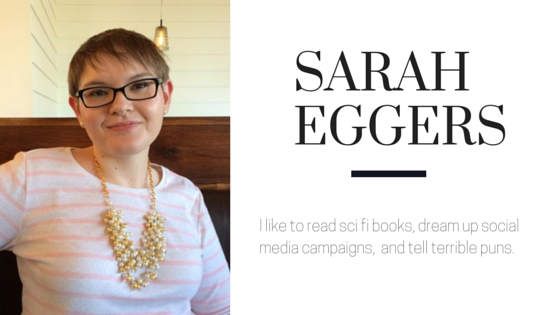 SARAH
EGGERS
I like to read sci fi books, dream up social
media campaigns, and tell terrible puns.